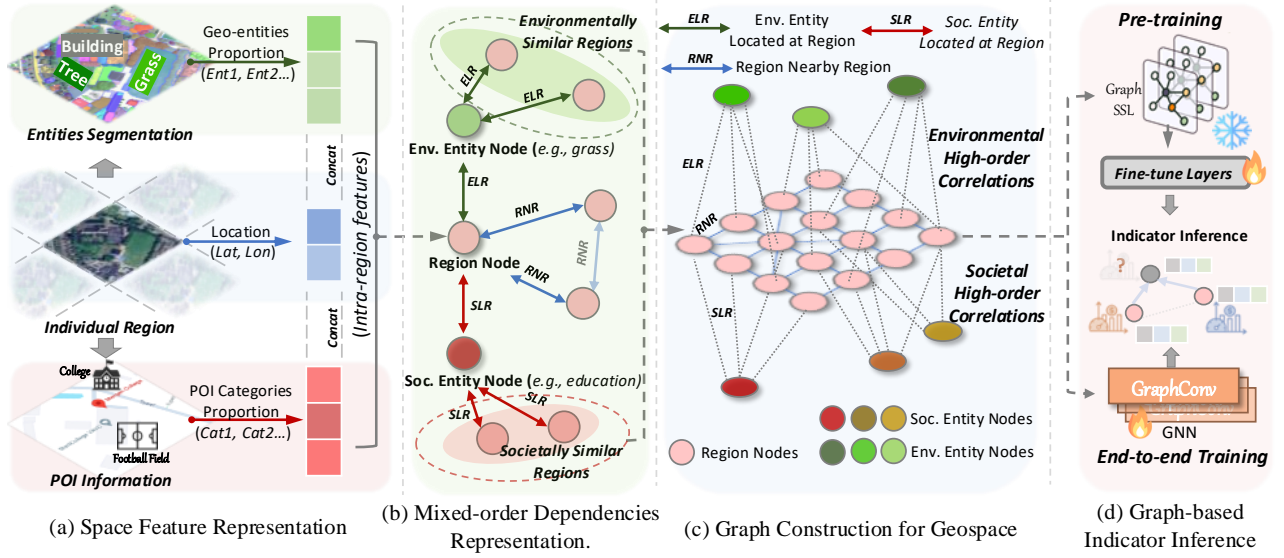 Building
Tree
Grass
Entities Segmentation
Geo-entities
Proportion
(Ent1, Ent2...)
Concat
Location
(Lat, Lon)
Individual Region
Concat
College
Football Field
POI Information
POI Categories
Proportion
(Cat1, Cat2...)
(Intra-region features)
(a) Space Feature Representation
Environmentally
Similar Regions
ELR
ELR
Env. Entity Node (e.g., grass)
ELR
RNR
RNR
RNR
Region Node
SLR
Soc. Entity Node (e.g., education)
SLR
SLR
Societally Similar
Regions
(b) Mixed-order Dependencies
Representation.
ELR
Env. Entity
Located at Region
SLR
Soc. Entity
Located at Region
RNR
Region Nearby Region
Environmental
High-order
Correlations
ELR
RNR
SLR
Societal
High-order
Correlations
Region Nodes
Soc. Entity Nodes
Env. Entity Nodes
(c) Graph Construction for Geospace
Pre-training
Graph
SSL
Fine-tune Layers
Indicator Inference
?
GraphConv
GNN
End-to-end Training
(d) Graph-based
Indicator Inference